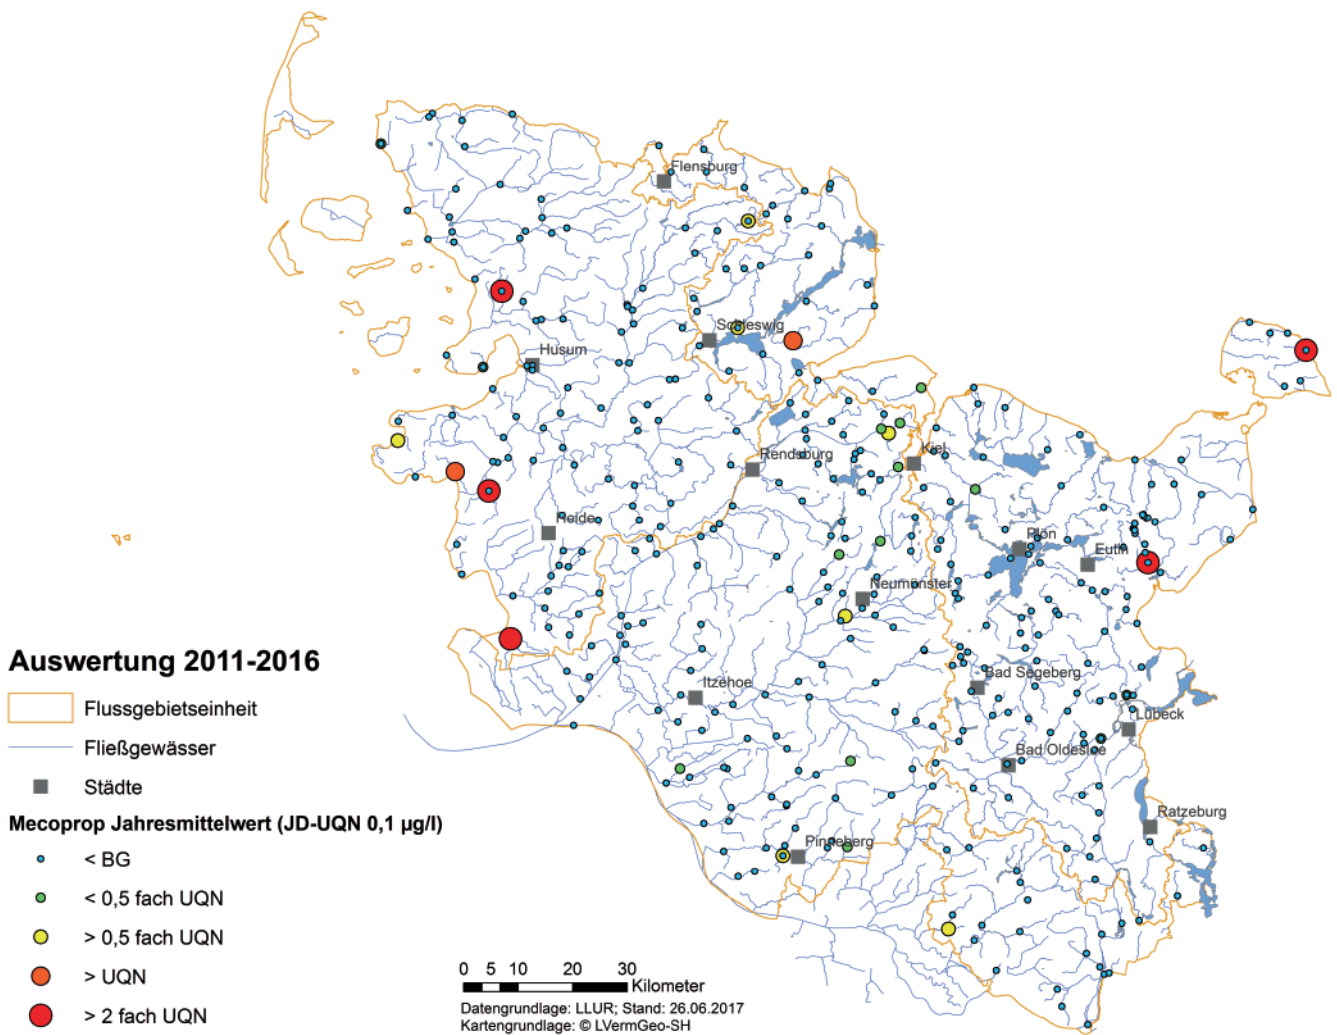 Flensburg
Schleswig
Husum
Rendsburg
Kiel
Heide
Plön
Eutin
Neumünster
Bad Segeberg
Itzehoe
Lübeck
Bad Oldesloe
Ratzeburg
Pinneberg
Auswertung 2011-2016
Flussgebietseinheit
Fließgewässer
Städte
Mecoprop Jahresmittelwert (JD-UQN 0,1 µg/l)
< BG
< 0,5 fach UQN
> 0,5 fach UQN
> UQN
> 2 fach UQN
0 5 10 20 30
Kilometer
Datengrundlage: LLUR; Stand: 26.06.2017
Kartengrundlage: © LVermGeo-SH